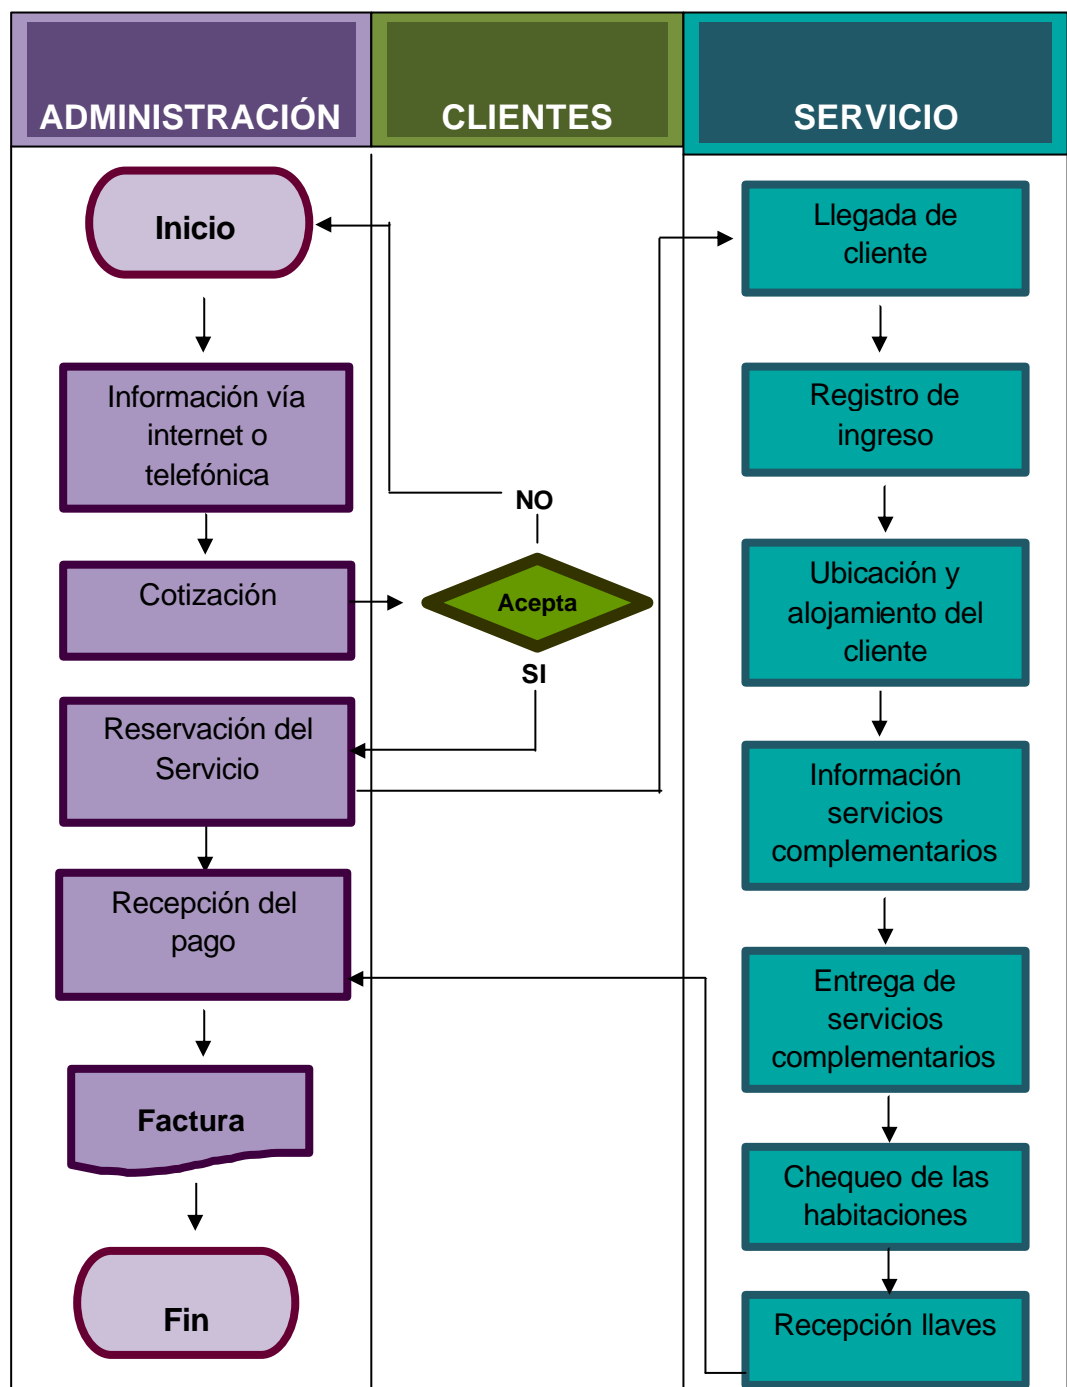 ADMINISTRACIÓN
CLIENTES
SERVICIO
Inicio
Información vía
internet o
telefónica
Cotización
Reservación del
Servicio
Recepción del
pago
Factura
Fin
NO
Acepta
SI
Llegada de
cliente
Registro de
ingreso
Ubicación y
alojamiento del
cliente
Información
servicios
complementarios
Entrega de
servicios
complementarios
Chequeo de las
habitaciones
Recepción llaves